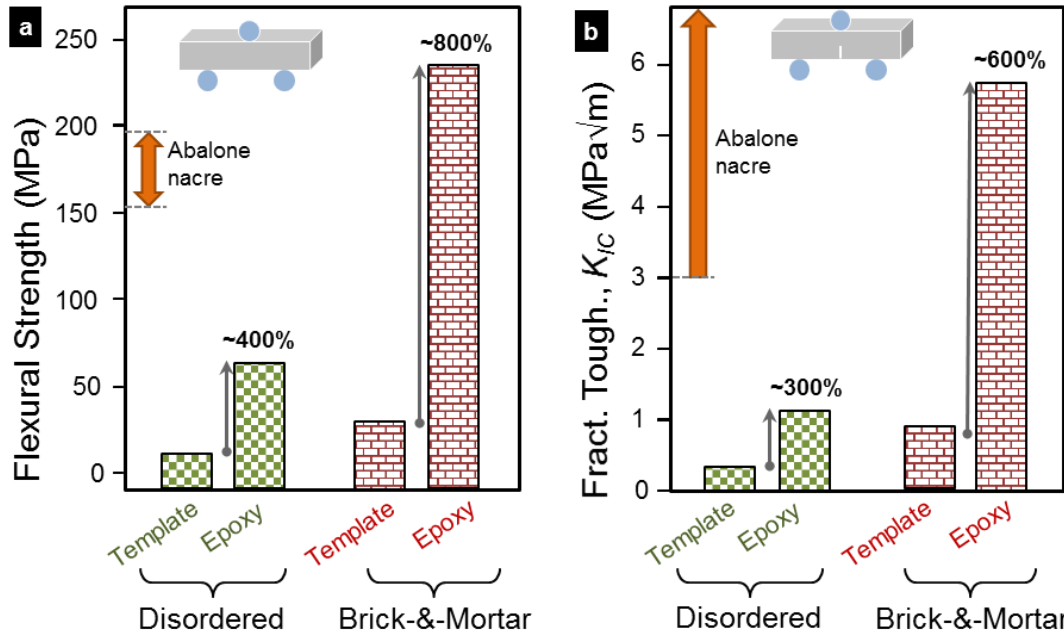 a
Flexural Strength (MPa)
250
200
150
100
50
0
Abalone
nacre
~400%
~800%
Template
Epoxy
Template
Epoxy
Disordered
Brick-&-Mortar
b
Fract. Tough., K_IC (MPa√m)
6
5
4
3
2
1
0
Abalone
nacre
~300%
~600%
Template
Epoxy
Template
Epoxy
Disordered
Brick-&-Mortar